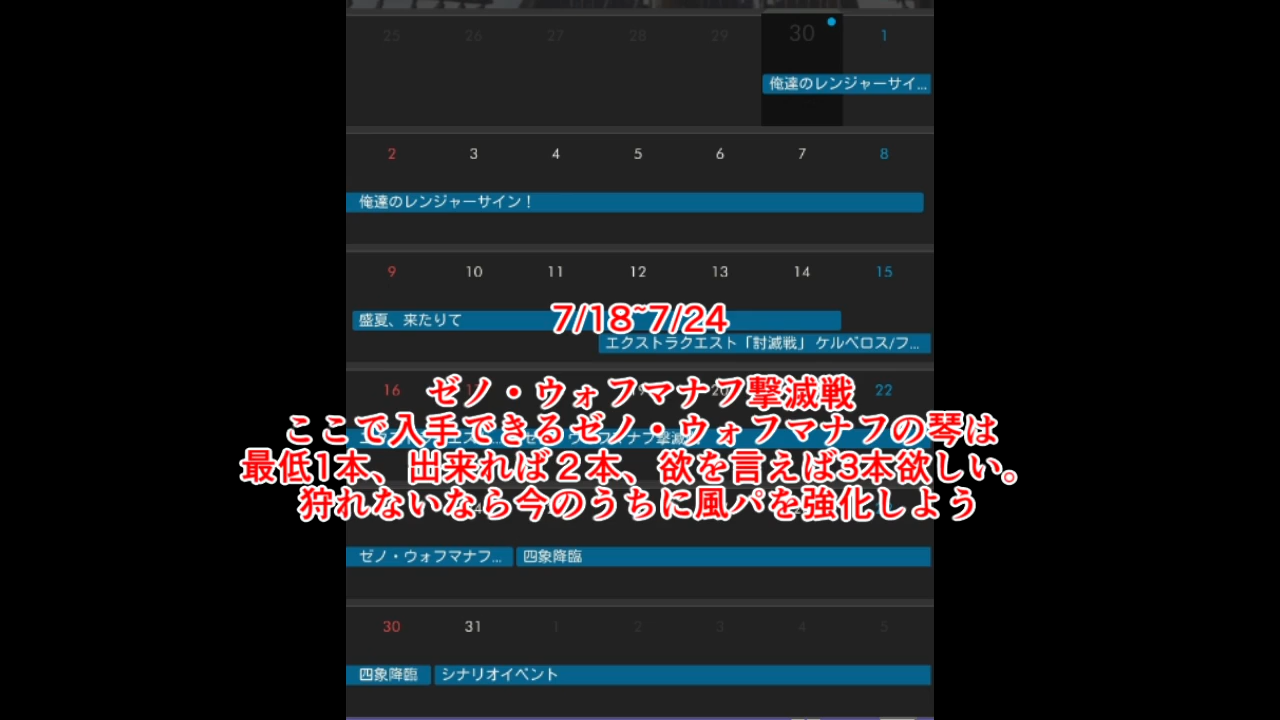 25 26 27 28 29 30 1
俺達のレンジャーサイ...
2 3 4 5 6 7 8
俺達のレンジャーサイン！
9 10 11 12 13 14 15
盛夏、来たりて
7/18~7/24
エクストラクエスト「討滅戦」 ケルベロス/フ...
16 20 22
ゼノ・ウォフマナフ撃滅戦
ここで入手できるゼノ・ウォフマナフの琴は
最低1本、出来れば２本、欲を言えば3本欲しい。
狩れないなら今のうちに風パを強化しよう
ゼノ・ウォフマナフ...
四象降臨
30 31 1 2 3 4 5
四象降臨
シナリオイベント